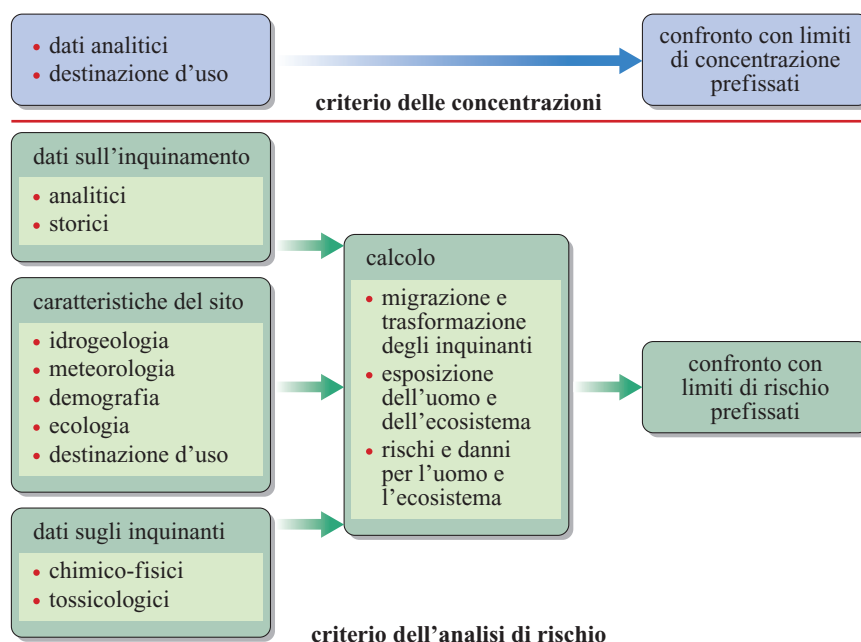 • dati analitici
• destinazione d'uso
criterio delle concentrazioni
confronto con limiti
di concentrazione
prefissati
dati sull'inquinamento
• analitici
• storici
caratteristiche del sito
• idrogeologia
• meteorologia
• demografia
• ecologia
• destinazione d'uso
dati sugli inquinanti
• chimico-fisici
• tossicologici
calcolo
• migrazione e
trasformazione
degli inquinanti
• esposizione
dell'uomo e
dell'ecosistema
• rischi e danni
per l'uomo e
l'ecosistema
confronto con
limiti di rischio
prefissati
criterio dell'analisi di rischio